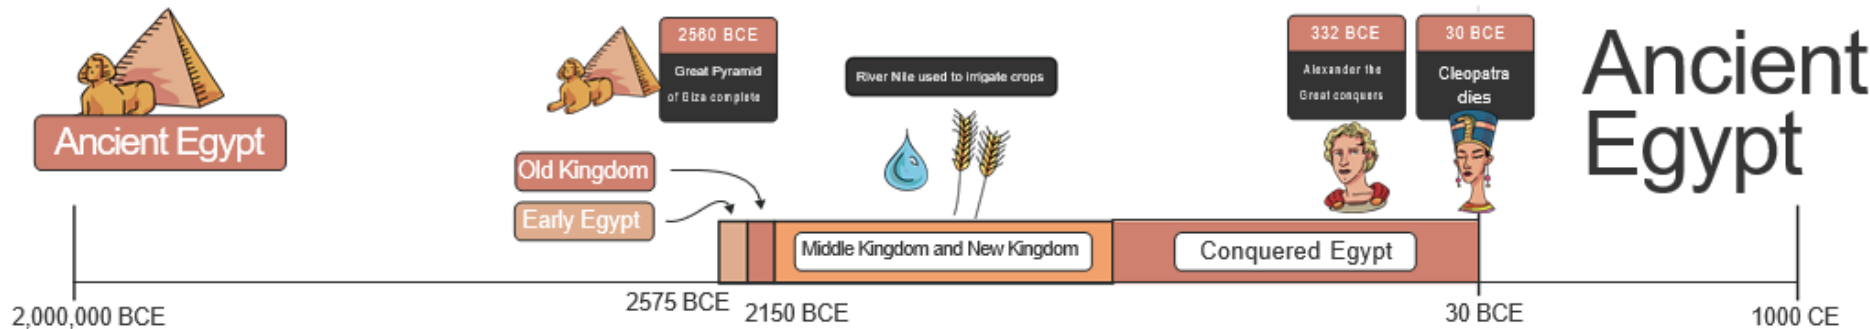 Ancient Egypt
2560 BCE
Great Pyramid
of Giza complete
River Nile used to irrigate crops
332 BCE
Alexander the
Great conquers
30 BCE
Cleopatra
dies
Ancient
Egypt
Old Kingdom
Early Egypt
Middle Kingdom and New Kingdom
Conquered Egypt
2,000,000 BCE
2575 BCE
2150 BCE
30 BCE
1000 CE